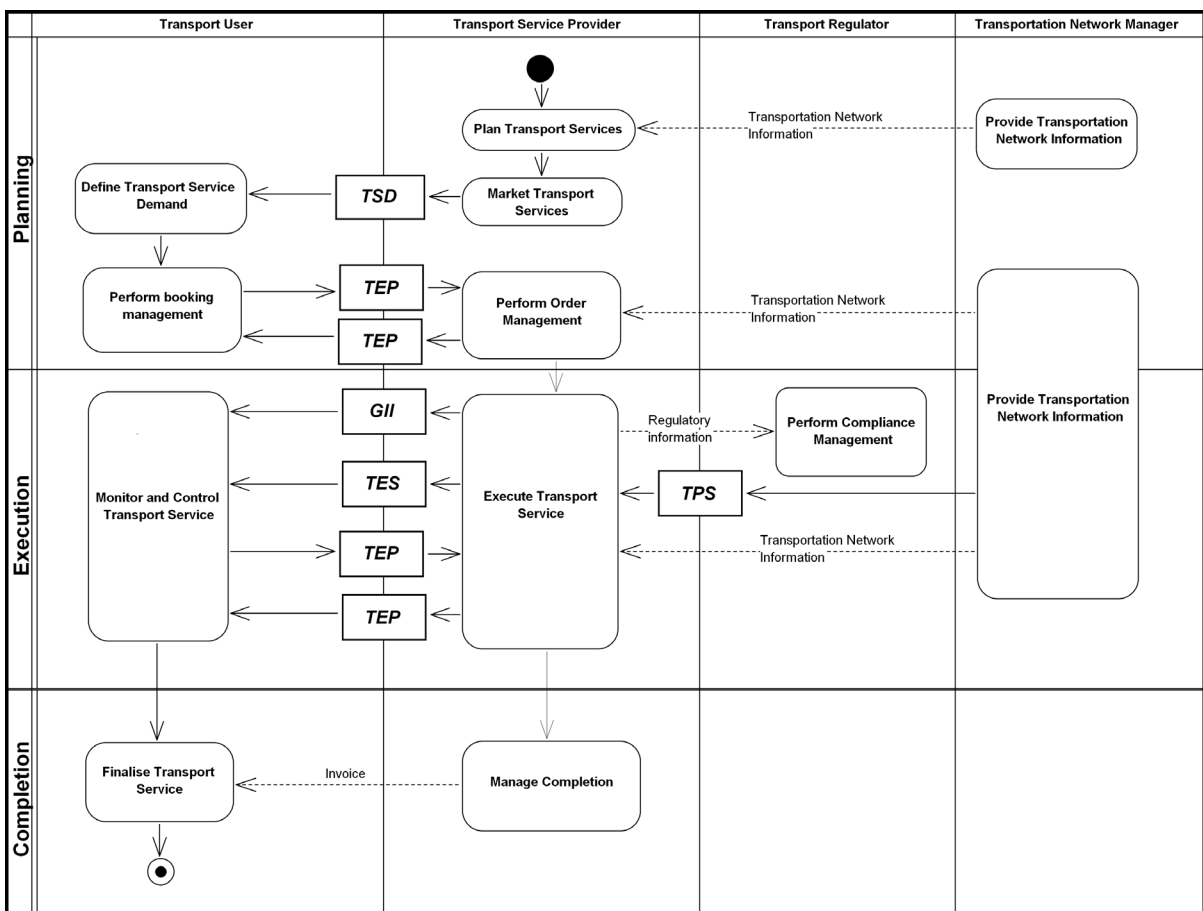 Transport User
Transport Service Provider
Transport Regulator
Transportation Network Manager
Planning
Plan Transport Services
Transportation Network
Information
Provide Transportation
Network Information
Define Transport Service
Demand
TSD
Market Transport
Services
Perform booking
management
TEP
TEP
Perform Order
Management
Transportation Network
Information
Execution
Monitor and Control
Transport Service
GII
TES
TEP
TEP
Execute Transport
Service
Regulatory
information
Perform Compliance
Management
TPS
Transportation Network
Information
Provide Transportation
Network Information
Completion
Finalise Transport
Service
Invoice
Manage Completion